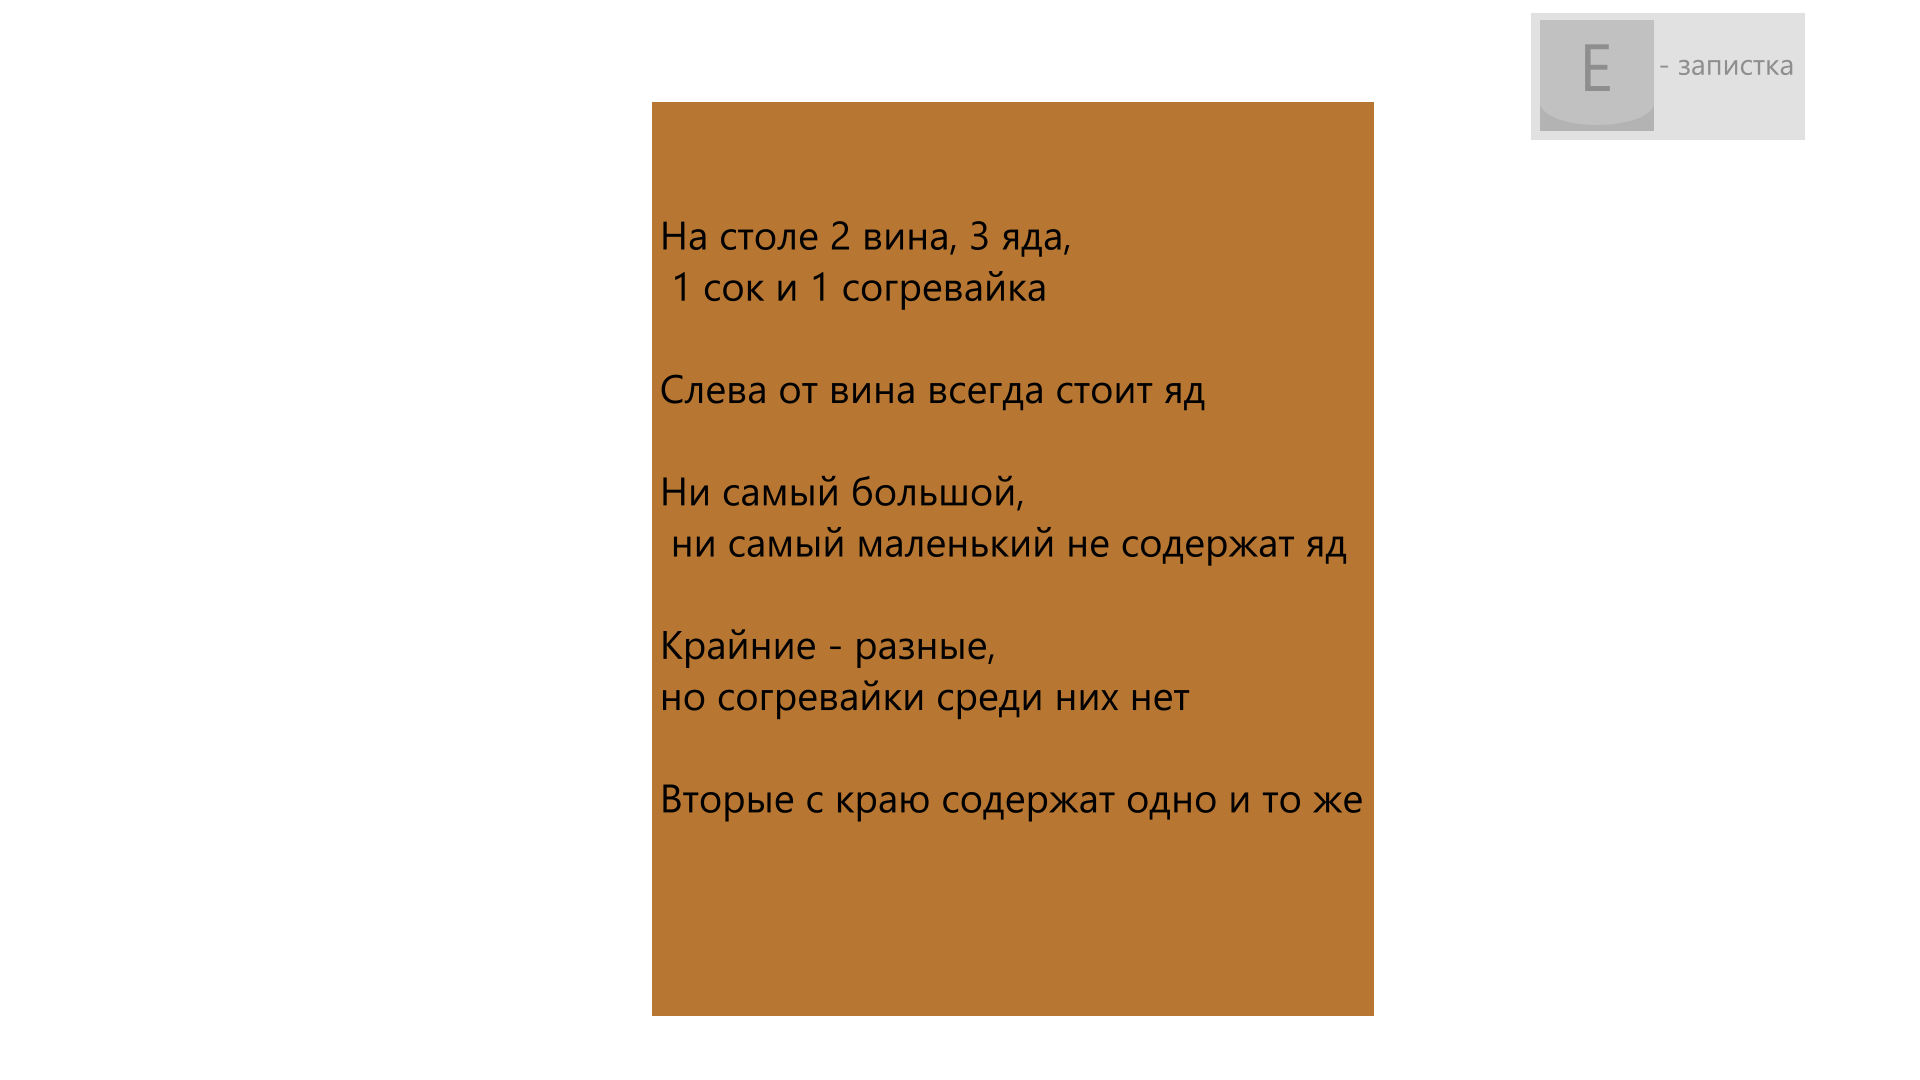 E - запистка
На столе 2 вина, 3 яда,
1 сок и 1 согревайка
Слева от вина всегда стоит яд
Ни самый большой,
ни самый маленький не содержат яд
Крайние - разные,
но согревайки среди них нет
Вторые с краю содержат одно и то же